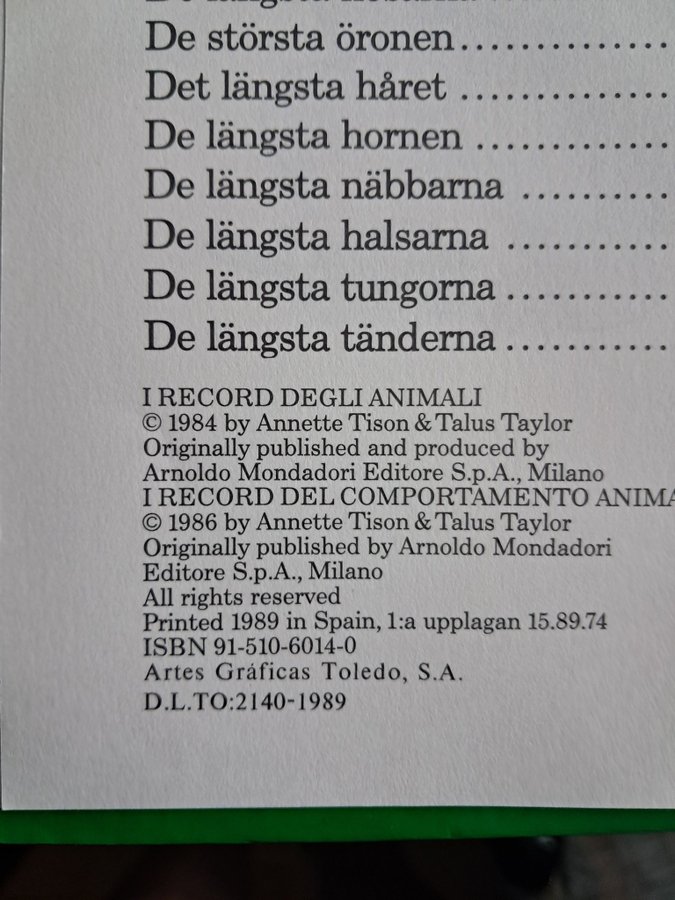 De största öronen..............
Det längsta håret ..............
De längsta hornen .............
De längsta näbbarna ..........
De längsta halsarna ...........
De längsta tungorna ...........
De längsta tänderna ...........
I RECORD DEGLI ANIMALI
© 1984 by Annette Tison & Talus Taylor
Originally published and produced by
Arnoldo Mondadori Editore S.p.A., Milano
I RECORD DEL COMPORTAMENTO ANIMA
© 1986 by Annette Tison & Talus Taylor
Originally published by Arnoldo Mondadori
Editore S.p.A., Milano
All rights reserved
Printed 1989 in Spain, 1:a upplagan 15.89.74
ISBN 91-510-6014-0
Artes Gráficas Toledo, S.A.
D.L.TO:2140-1989